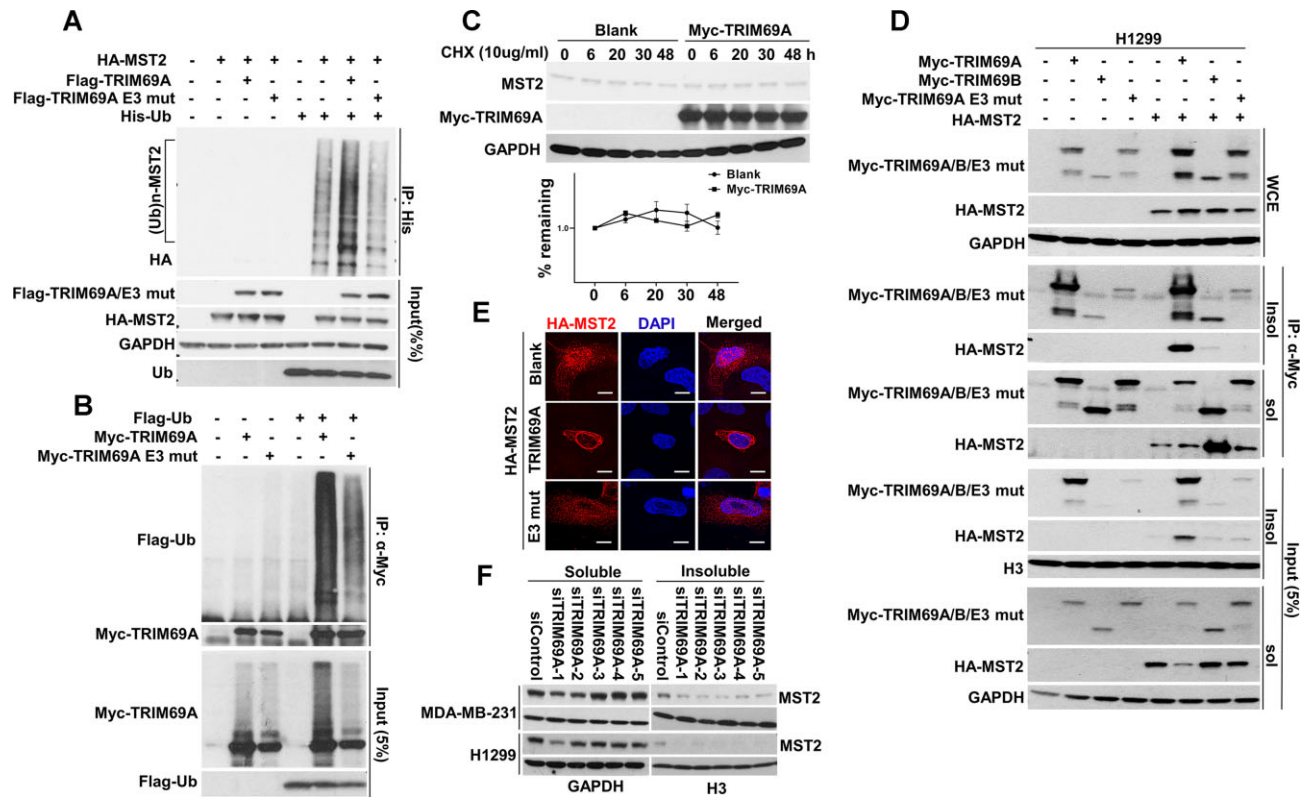 A
HA-MST2 - + + + - + + +
Flag-TRIM69A - - + - - - + -
Flag-TRIM69A E3 mut - - - + - - - +
His-Ub - - - - + + + +
(Ub)n-MST2
HA
IP: His
Flag-TRIM69A/E3 mut
HA-MST2
GAPDH
Ub
Input(%%)
B
Flag-Ub - - - + + +
Myc-TRIM69A - + - - + -
Myc-TRIM69A E3 mut - - + - - +
Flag-Ub
Myc-TRIM69A
IP: α-Myc
Myc-TRIM69A
Flag-Ub
Input (5%)
C
Blank Myc-TRIM69A
CHX (10ug/ml) 0 6 20 30 48 0 6 20 30 48 h
MST2
Myc-TRIM69A
GAPDH
Blank
Myc-TRIM69A
% remaining
1.0
0 6 20 30 48
E
HA-MST2 DAPI Merged
HA-MST2
Blank
TRIM69A
E3 mut
F
Soluble Insoluble
siControl siTRIM69A-1 siTRIM69A-2 siTRIM69A-3 siTRIM69A-4 siTRIM69A-5 siControl siTRIM69A-1 siTRIM69A-2 siTRIM69A-3 siTRIM69A-4 siTRIM69A-5
MDA-MB-231 MST2
H1299 MST2
GAPDH H3
D
H1299
Myc-TRIM69A - + - - - + - -
Myc-TRIM69B - - + - - - + -
Myc-TRIM69A E3 mut - - - + - - - +
HA-MST2 - - - - + + + +
Myc-TRIM69A/B/E3 mut
HA-MST2
GAPDH
WCE
Myc-TRIM69A/B/E3 mut
HA-MST2
Insol
Myc-TRIM69A/B/E3 mut
HA-MST2
sol
IP: α-Myc
Myc-TRIM69A/B/E3 mut
HA-MST2
H3
Insol
Myc-TRIM69A/B/E3 mut
HA-MST2
GAPDH
sol
Input (5%)